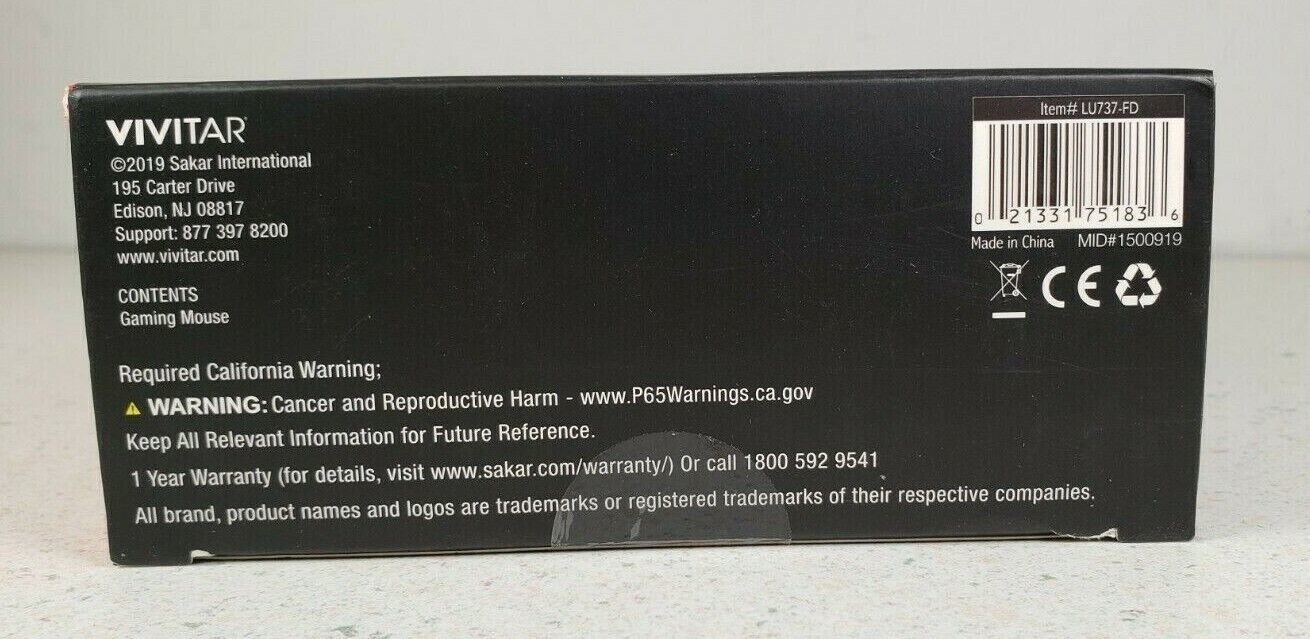 VIVITAR
©2019 Sakar International
195 Carter Drive
Edison, NJ 08817
Support: 877 397 8200
www.vivitar.com
CONTENTS
Gaming Mouse
Required California Warning;
WARNING: Cancer and Reproductive Harm - www.P65Warnings.ca.gov
Keep All Relevant Information for Future Reference.
1 Year Warranty (for details, visit www.sakar.com/warranty/) Or call 1800 592 9541
All brand, product names and logos are trademarks or registered trademarks of their respective companies.
Item# LU737-FD
0 21331 75183 6
Made in China MID#1500919
CE